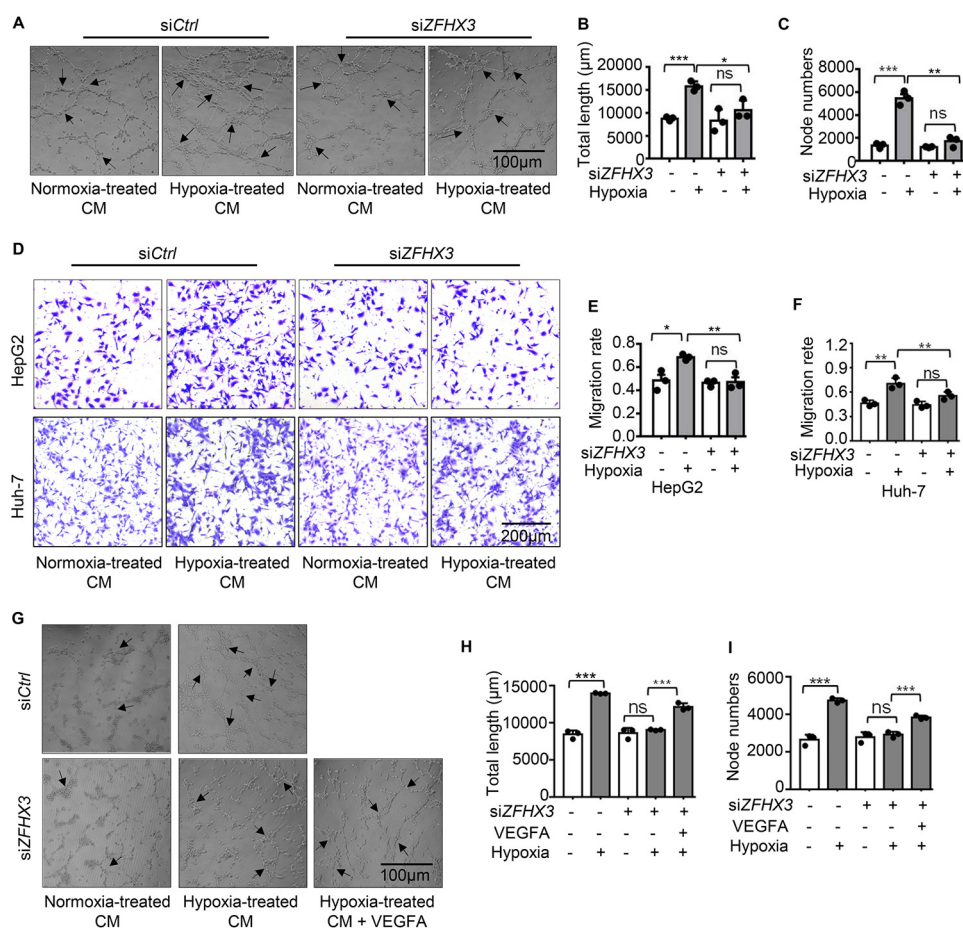 A
siCtrl
siZFHX3
100µm
Normoxia-treated
CM
Hypoxia-treated
CM
Normoxia-treated
CM
Hypoxia-treated
CM
B
Total length (µm)
20000
15000
10000
5000
0
***
*
ns
siZFHX3 - - + +
Hypoxia - + - +
C
Node numbers
8000
6000
4000
2000
0
***
**
ns
siZFHX3 - - + +
Hypoxia - + - +
D
siCtrl
siZFHX3
HepG2
Huh-7
200µm
Normoxia-treated
CM
Hypoxia-treated
CM
Normoxia-treated
CM
Hypoxia-treated
CM
E
Migration rate
0.8
0.6
0.4
0.2
0.0
*
**
ns
siZFHX3 - - + +
Hypoxia - + - +
HepG2
F
Migration rate
1.2
0.9
0.6
0.3
0.0
**
**
ns
siZFHX3 - - + +
Hypoxia - + - +
Huh-7
G
siCtrl
siZFHX3
100µm
Normoxia-treated
CM
Hypoxia-treated
CM
Hypoxia-treated
CM + VEGFA
H
Total length (µm)
15000
10000
5000
0
***
ns
***
siZFHX3 - - + + +
VEGFA - - - - +
Hypoxia - + - + +
I
Node numbers
6000
4000
2000
0
***
ns
***
siZFHX3 - - + + +
VEGFA - - - - +
Hypoxia - + - + +